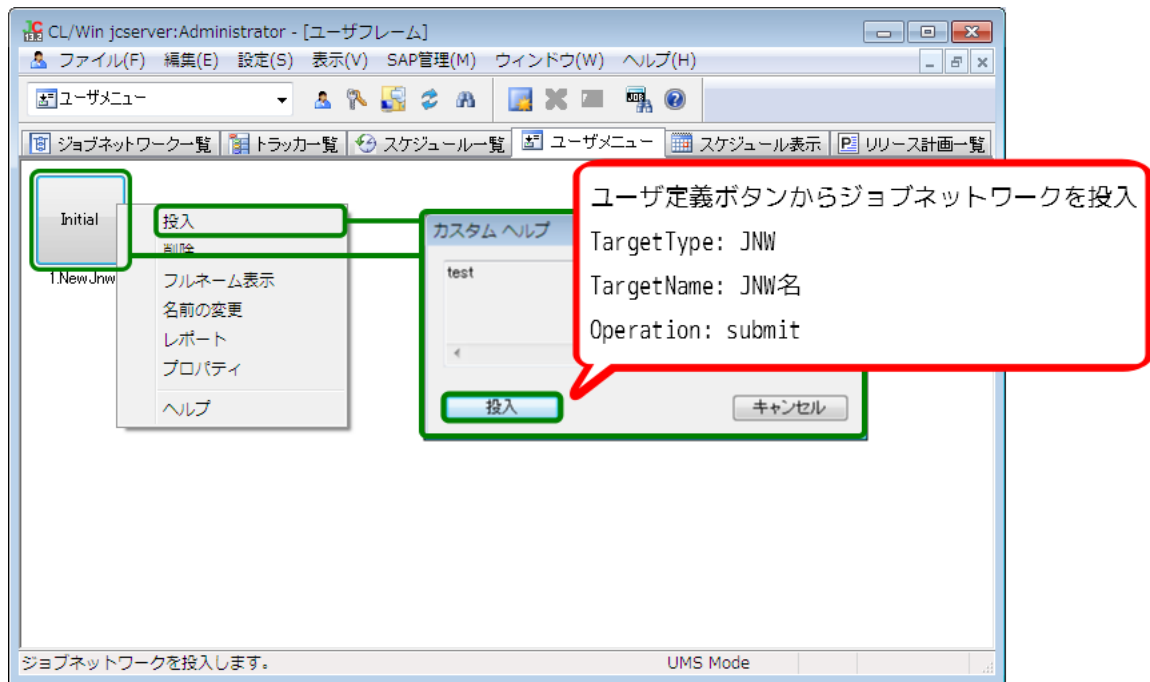 CL/Win jcserver:Administrator - [ユーザフレーム]
ファイル(F) 編集(E) 設定(S) 表示(V) SAP管理(M) ウィンドウ(W) ヘルプ(H)
ユーザメニュー
ジョブネットワーク一覧 トラッカ一覧 スケジュール一覧 ユーザメニュー スケジュール表示 リリース計画一覧
Initial
1.NewJnw
投入
削除
フルネーム表示
名前の変更
レポート
プロパティ
ヘルプ
カスタム ヘルプ
test
投入
キャンセル
ユーザ定義ボタンからジョブネットワークを投入
TargetType: JNW
TargetName: JNW名
Operation: submit
ジョブネットワークを投入します。
UMS Mode